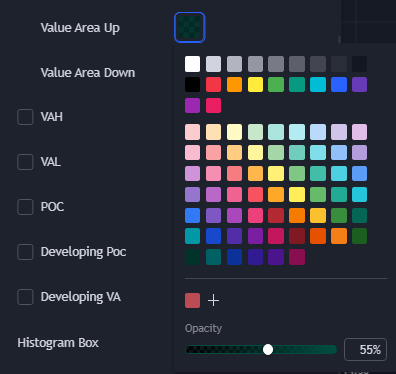 Value Area Up
Value Area Down
VAH
VAL
POC
Developing Poc
Developing VA
Histogram Box
Opacity
55%